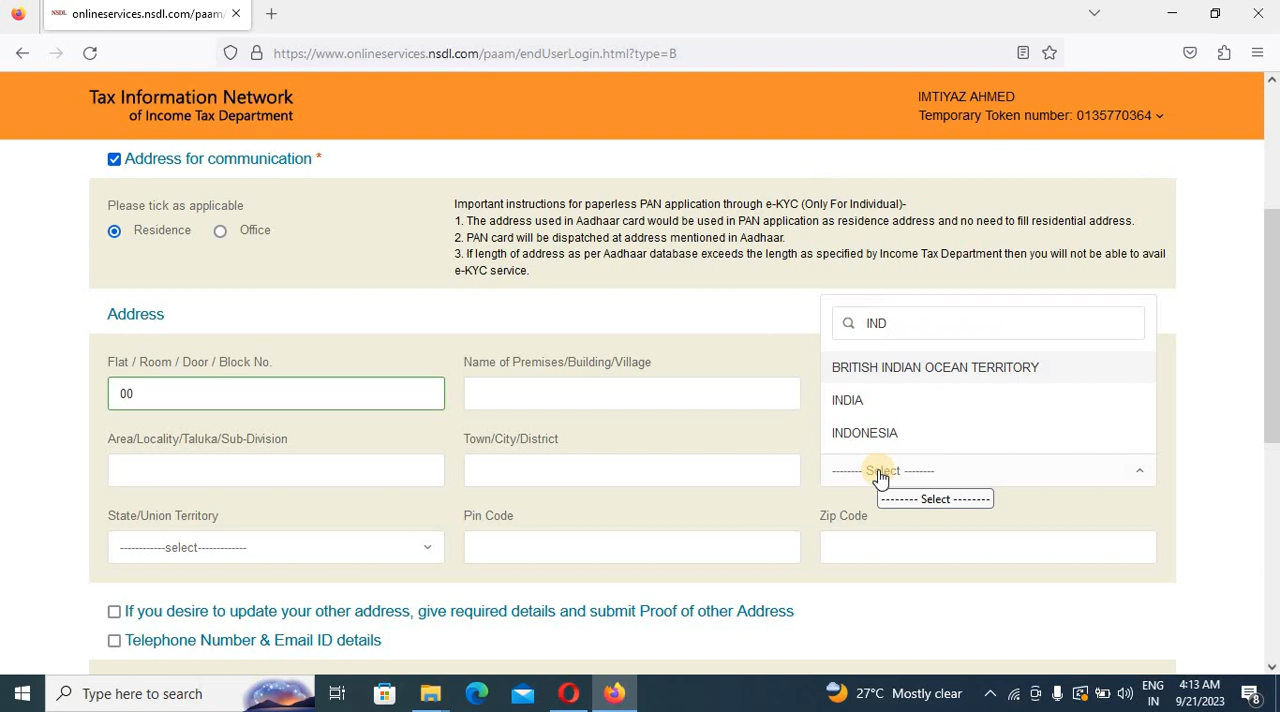 NSDL onlineservices.nsdl.com/paam/
https://www.onlineservices.nsdl.com/paam/endUserLogin.html?type=B
Tax Information Network
of Income Tax Department
IMTIYAZ AHMED
Temporary Token number: 0135770364
Address for communication *
Please tick as applicable
Residence
Office
Important instructions for paperless PAN application through e-KYC (Only For Individual)-
1. The address used in Aadhaar card would be used in PAN application as residence address and no need to fill residential address.
2. PAN card will be dispatched at address mentioned in Aadhaar.
3. If length of address as per Aadhaar database exceeds the length as specified by Income Tax Department then you will not be able to avail
e-KYC service.
Address
IND
Flat / Room / Door / Block No.
Name of Premises/Building/Village
BRITISH INDIAN OCEAN TERRITORY
00
INDIA
Area/Locality/Taluka/Sub-Division
Town/City/District
INDONESIA
-------- Select --------
-------- Select --------
State/Union Territory
Pin Code
Zip Code
------------select-------------
If you desire to update your other address, give required details and submit Proof of other Address
Telephone Number & Email ID details
Type here to search
27°C Mostly clear
ENG
IN
4:13 AM
9/21/2023
8